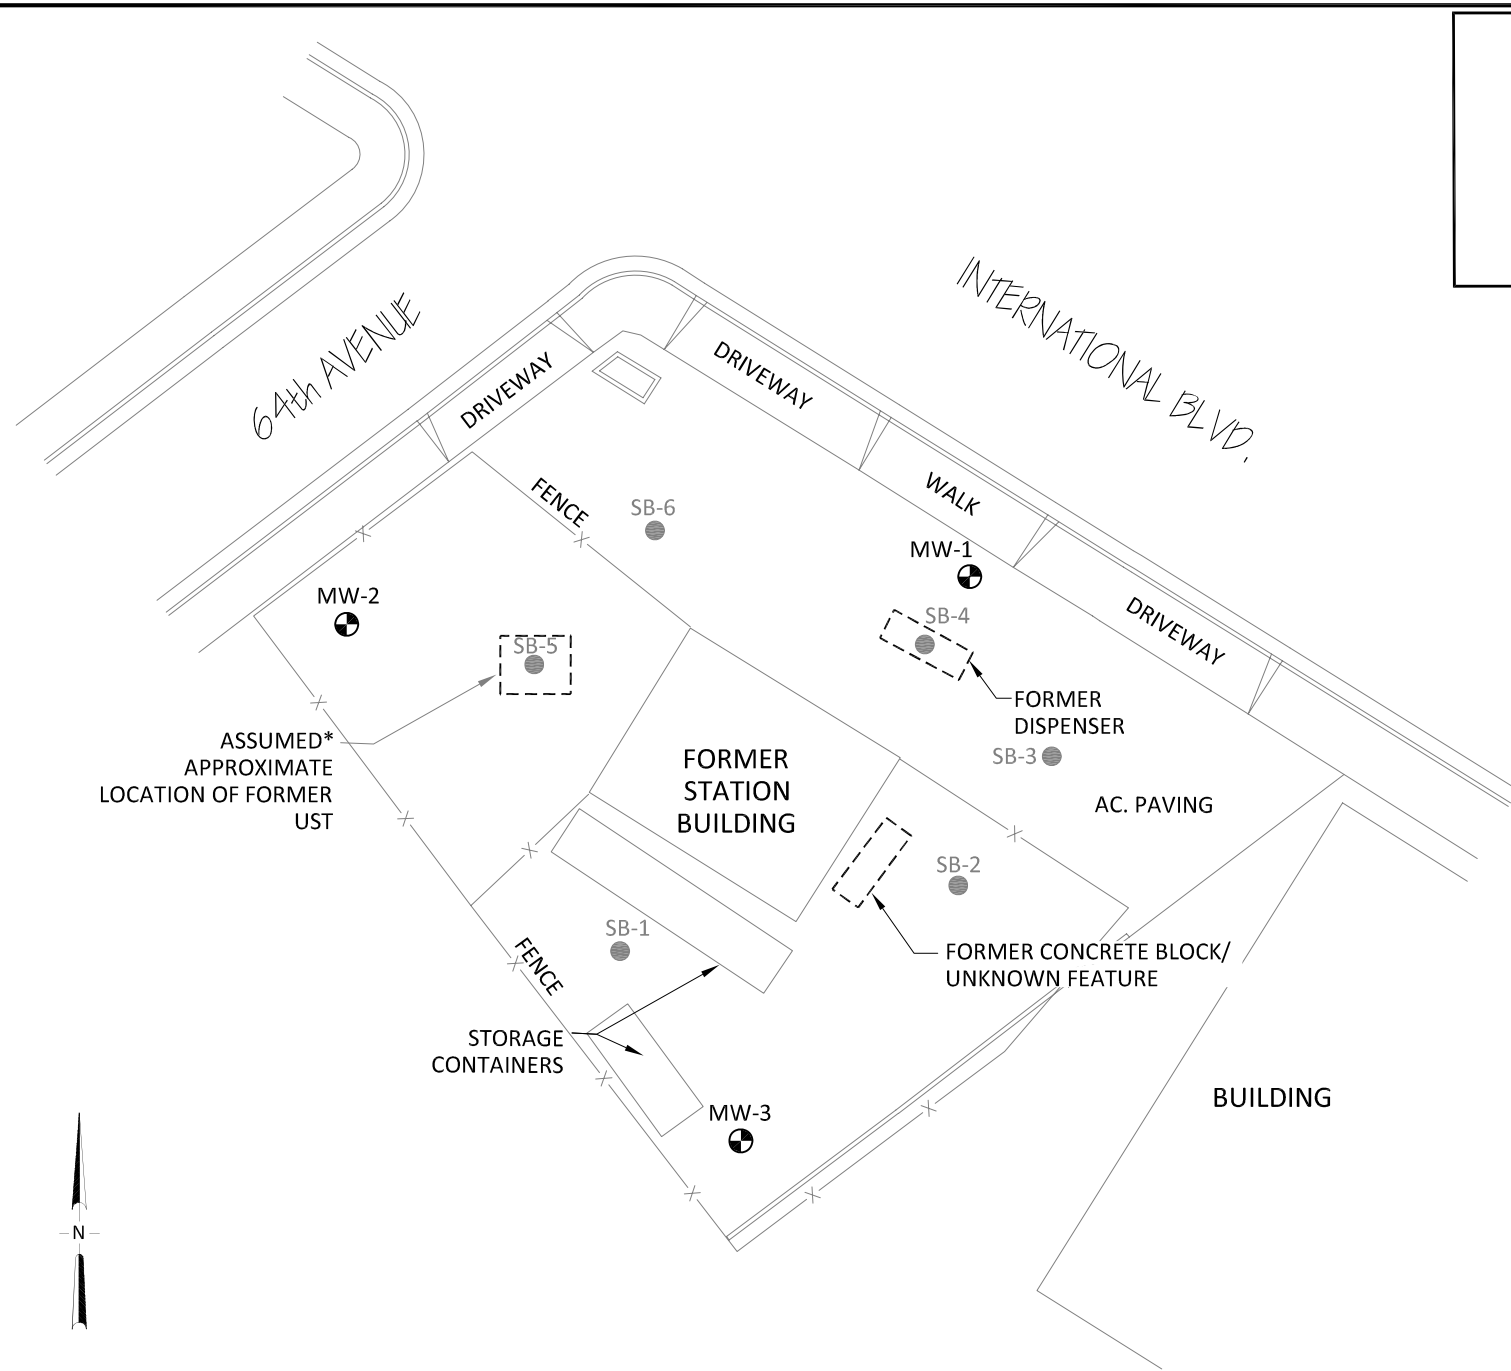 INTERNATIONAL BLVD.
64th AVENUE
DRIVEWAY
DRIVEWAY
WALK
DRIVEWAY
FENCE
SB-6
MW-1
MW-2
SB-4
SB-5
FORMER
DISPENSER
ASSUMED*
APPROXIMATE
LOCATION OF FORMER
UST
FORMER
STATION
BUILDING
SB-3
AC. PAVING
SB-2
SB-1
FENCE
FORMER CONCRETE BLOCK/
UNKNOWN FEATURE
STORAGE
CONTAINERS
MW-3
BUILDING
N